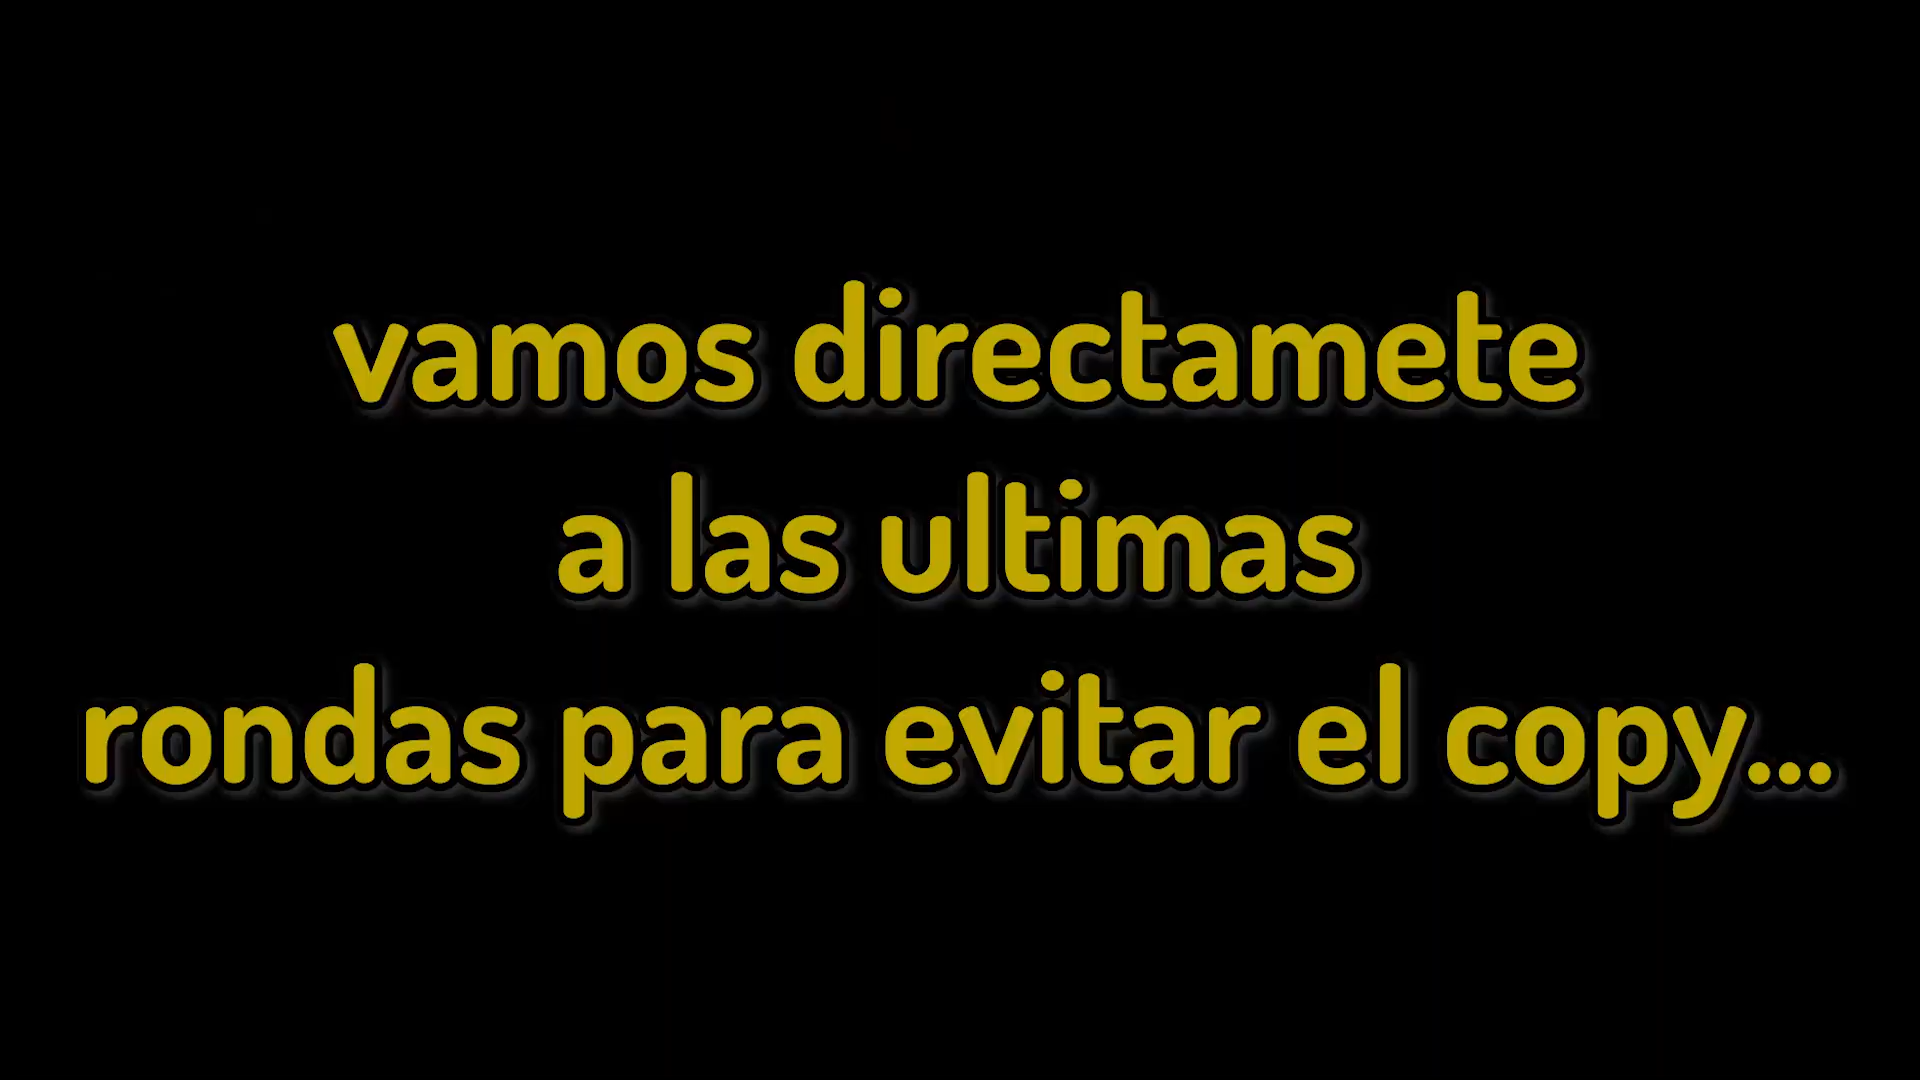 vamos directamete
a las ultimas
rondas para evitar el copy...